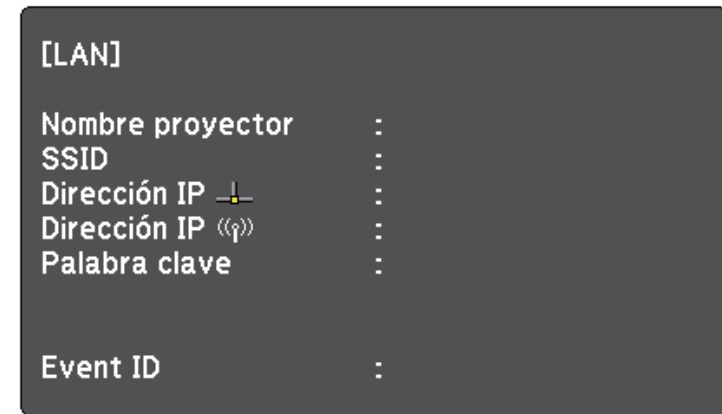 [LAN]
Nombre proyector :
SSID :
Dirección IP :
Dirección IP :
Palabra clave :
Event ID :